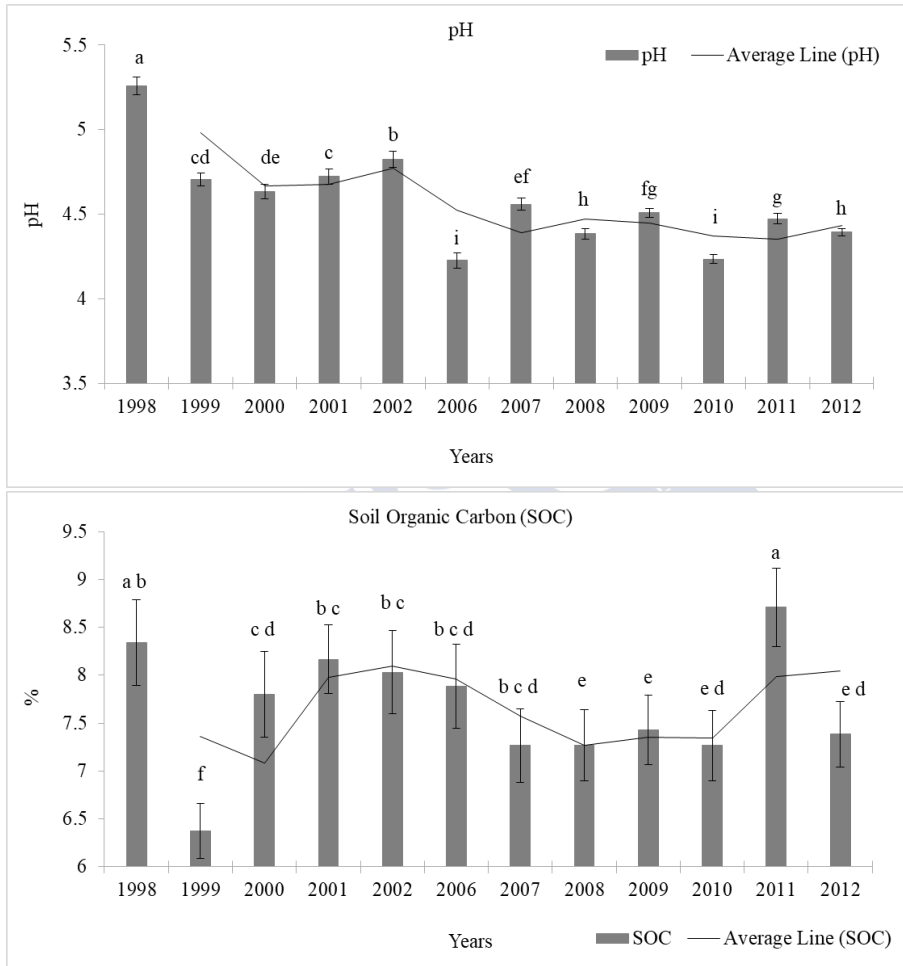 pH
pH Average Line (pH)
5.5
5
4.5
4
3.5
pH
a
cd
de
c
b
i
ef
h
fg
i
g
h
1998 1999 2000 2001 2002 2006 2007 2008 2009 2010 2011 2012
Years
Soil Organic Carbon (SOC)
9.5
9
8.5
8
7.5
7
6.5
6
%
a b
f
c d
b c
b c
b c d
b c d
e
e
e d
a
e d
1998 1999 2000 2001 2002 2006 2007 2008 2009 2010 2011 2012
Years
SOC Average Line (SOC)